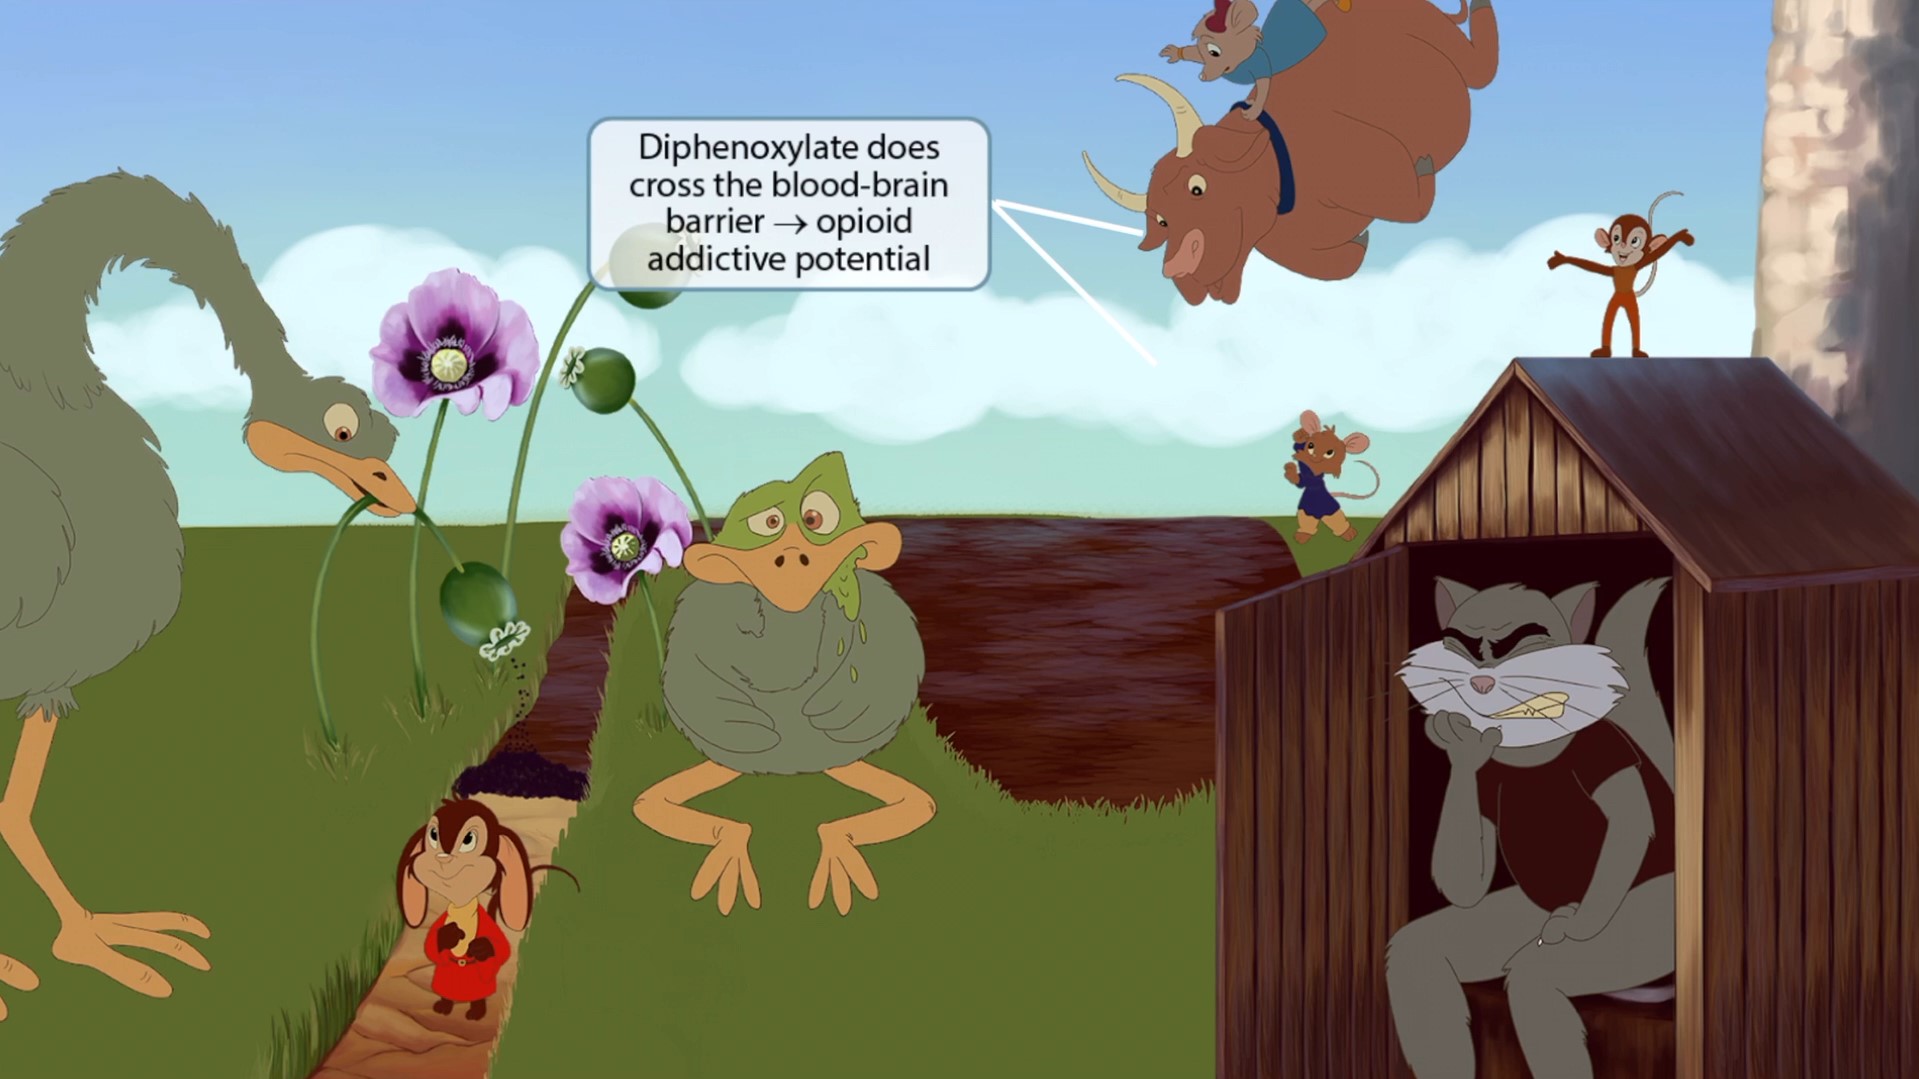 Diphenoxylate does
cross the blood-brain
barrier → opioid
addictive potential